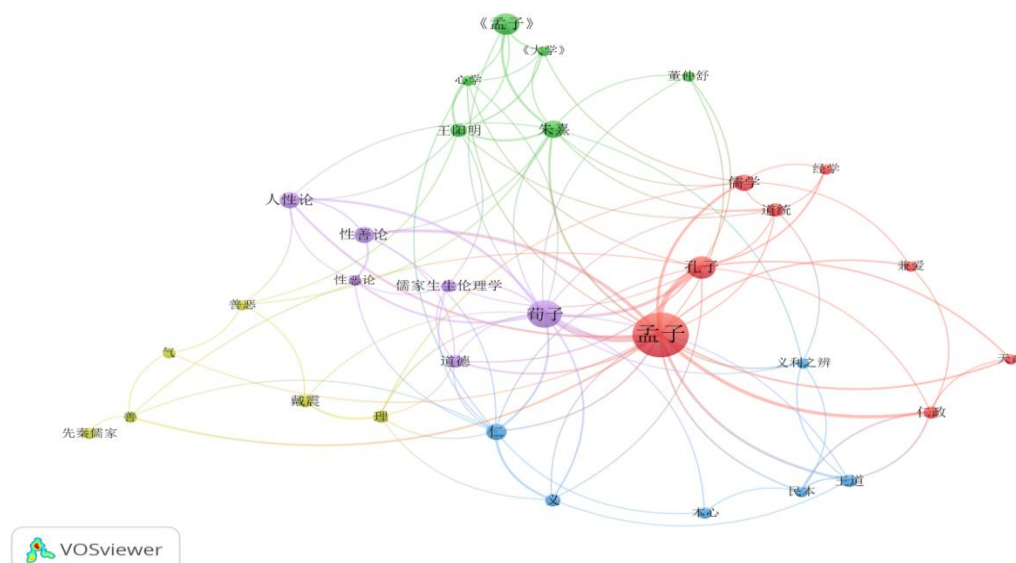 《孟子》
《大学》
心学
董仲舒
王阳明
朱熹
经学
儒学
人性论
道统
性善论
孔子
兼爱
性恶论
儒家生生伦理学
善恶
荀子
孟子
气
天
道德
义利之辨
戴震
仁政
善
理
先秦儒家
仁
王道
民本
义
本心
VOSviewer